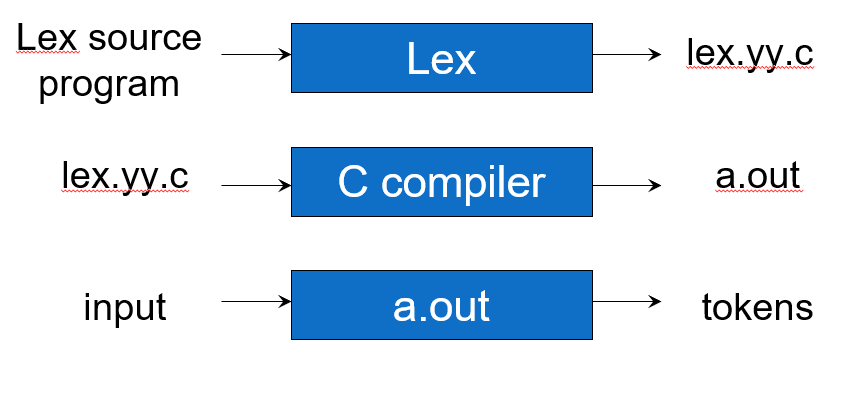 Lex source
program
Lex
lex.yy.c
lex.yy.c
C compiler
a.out
input
a.out
tokens